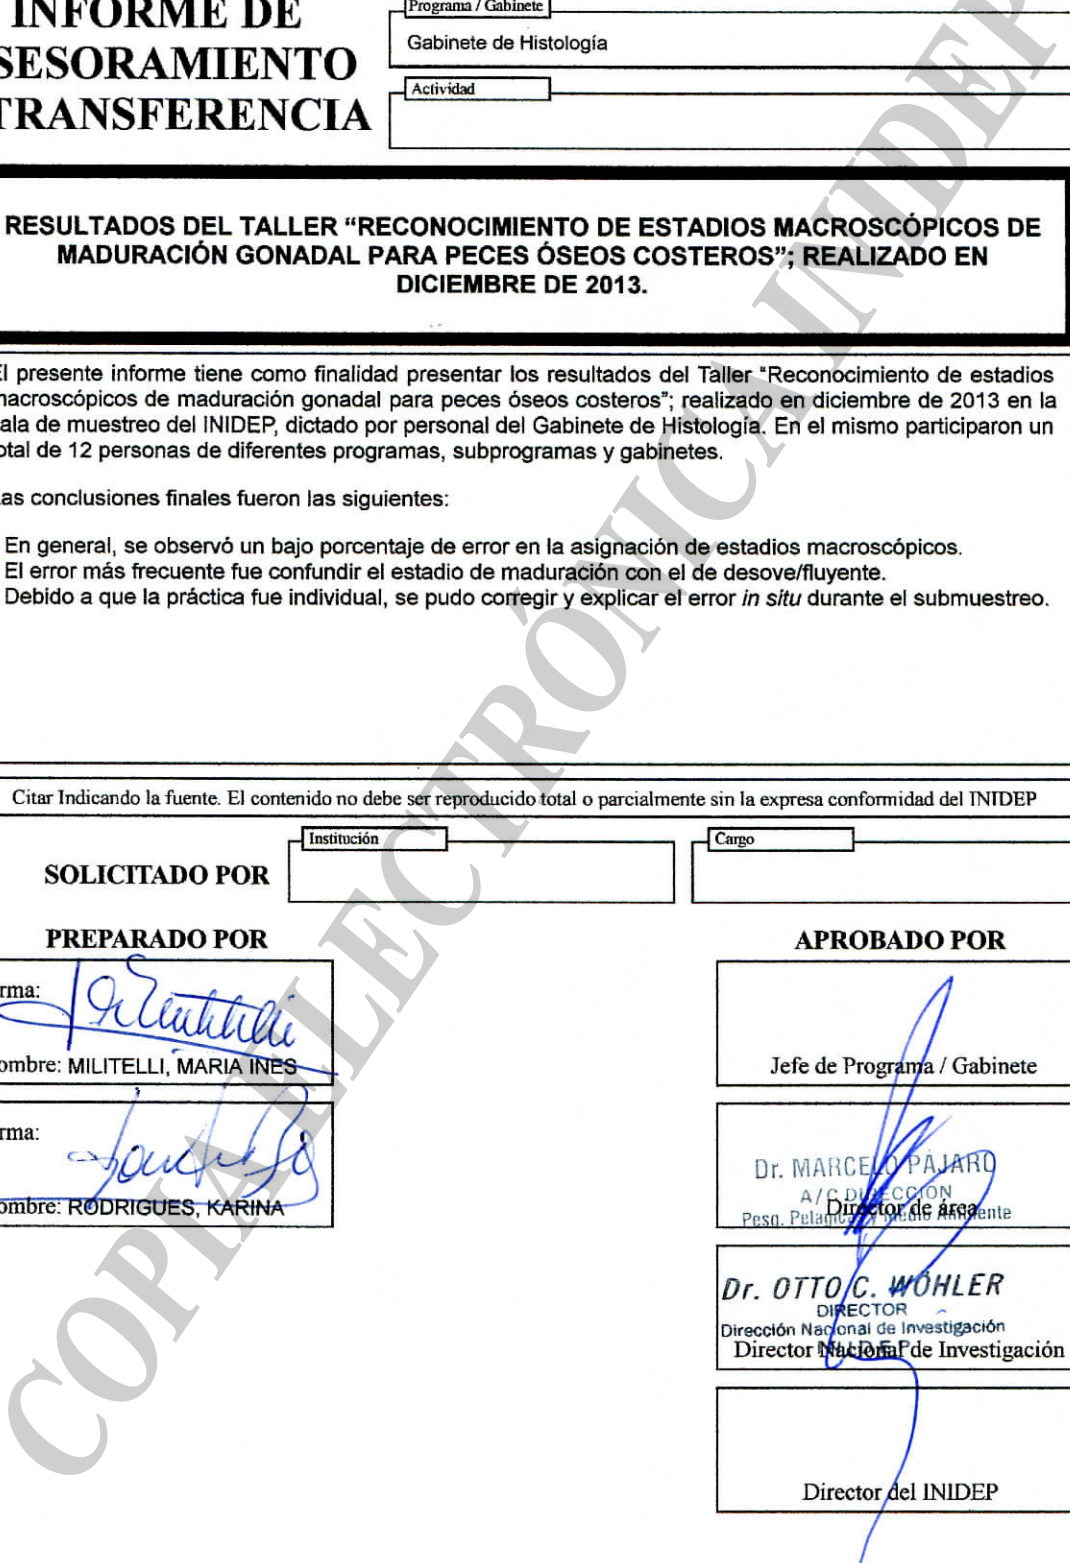 INFORME DE
SESORAMIENTO
TRANSFERENCIA
Programa / Gabinete
Gabinete de Histología
Actividad
RESULTADOS DEL TALLER “RECONOCIMIENTO DE ESTADIOS MACROSCÓPICOS DE
MADURACIÓN GONADAL PARA PECES ÓSEOS COSTEROS”; REALIZADO EN
DICIEMBRE DE 2013.
El presente informe tiene como finalidad presentar los resultados del Taller “Reconocimiento de estadios
macroscópicos de maduración gonadal para peces óseos costeros”; realizado en diciembre de 2013 en la
ala de muestreo del INIDEP, dictado por personal del Gabinete de Histología. En el mismo participaron un
otal de 12 personas de diferentes programas, subprogramas y gabinetes.
as conclusiones finales fueron las siguientes:
En general, se observó un bajo porcentaje de error en la asignación de estadios macroscópicos.
El error más frecuente fue confundir el estadio de maduración con el de desove/fluyente.
Debido a que la práctica fue individual, se pudo corregir y explicar el error in situ durante el submuestreo.
Citar Indicando la fuente. El contenido no debe ser reproducido total o parcialmente sin la expresa conformidad del INIDEP
SOLICITADO POR
Institución
Cargo
PREPARADO POR
APROBADO POR
rma:
ombre: MILITELLI, MARIA INES
Jefe de Programa / Gabinete
rma:
ombre: RODRIGUES, KARINA
Dr. MARCELO PÁJARO
A/C DIRECCION
Director de área
Dr. OTTO C. WÖHLER
DIRECTOR
Dirección Nacional de Investigación
Director Nacional de Investigación
Director del INIDEP
COPIA ELECTRÓNICA INIDEP